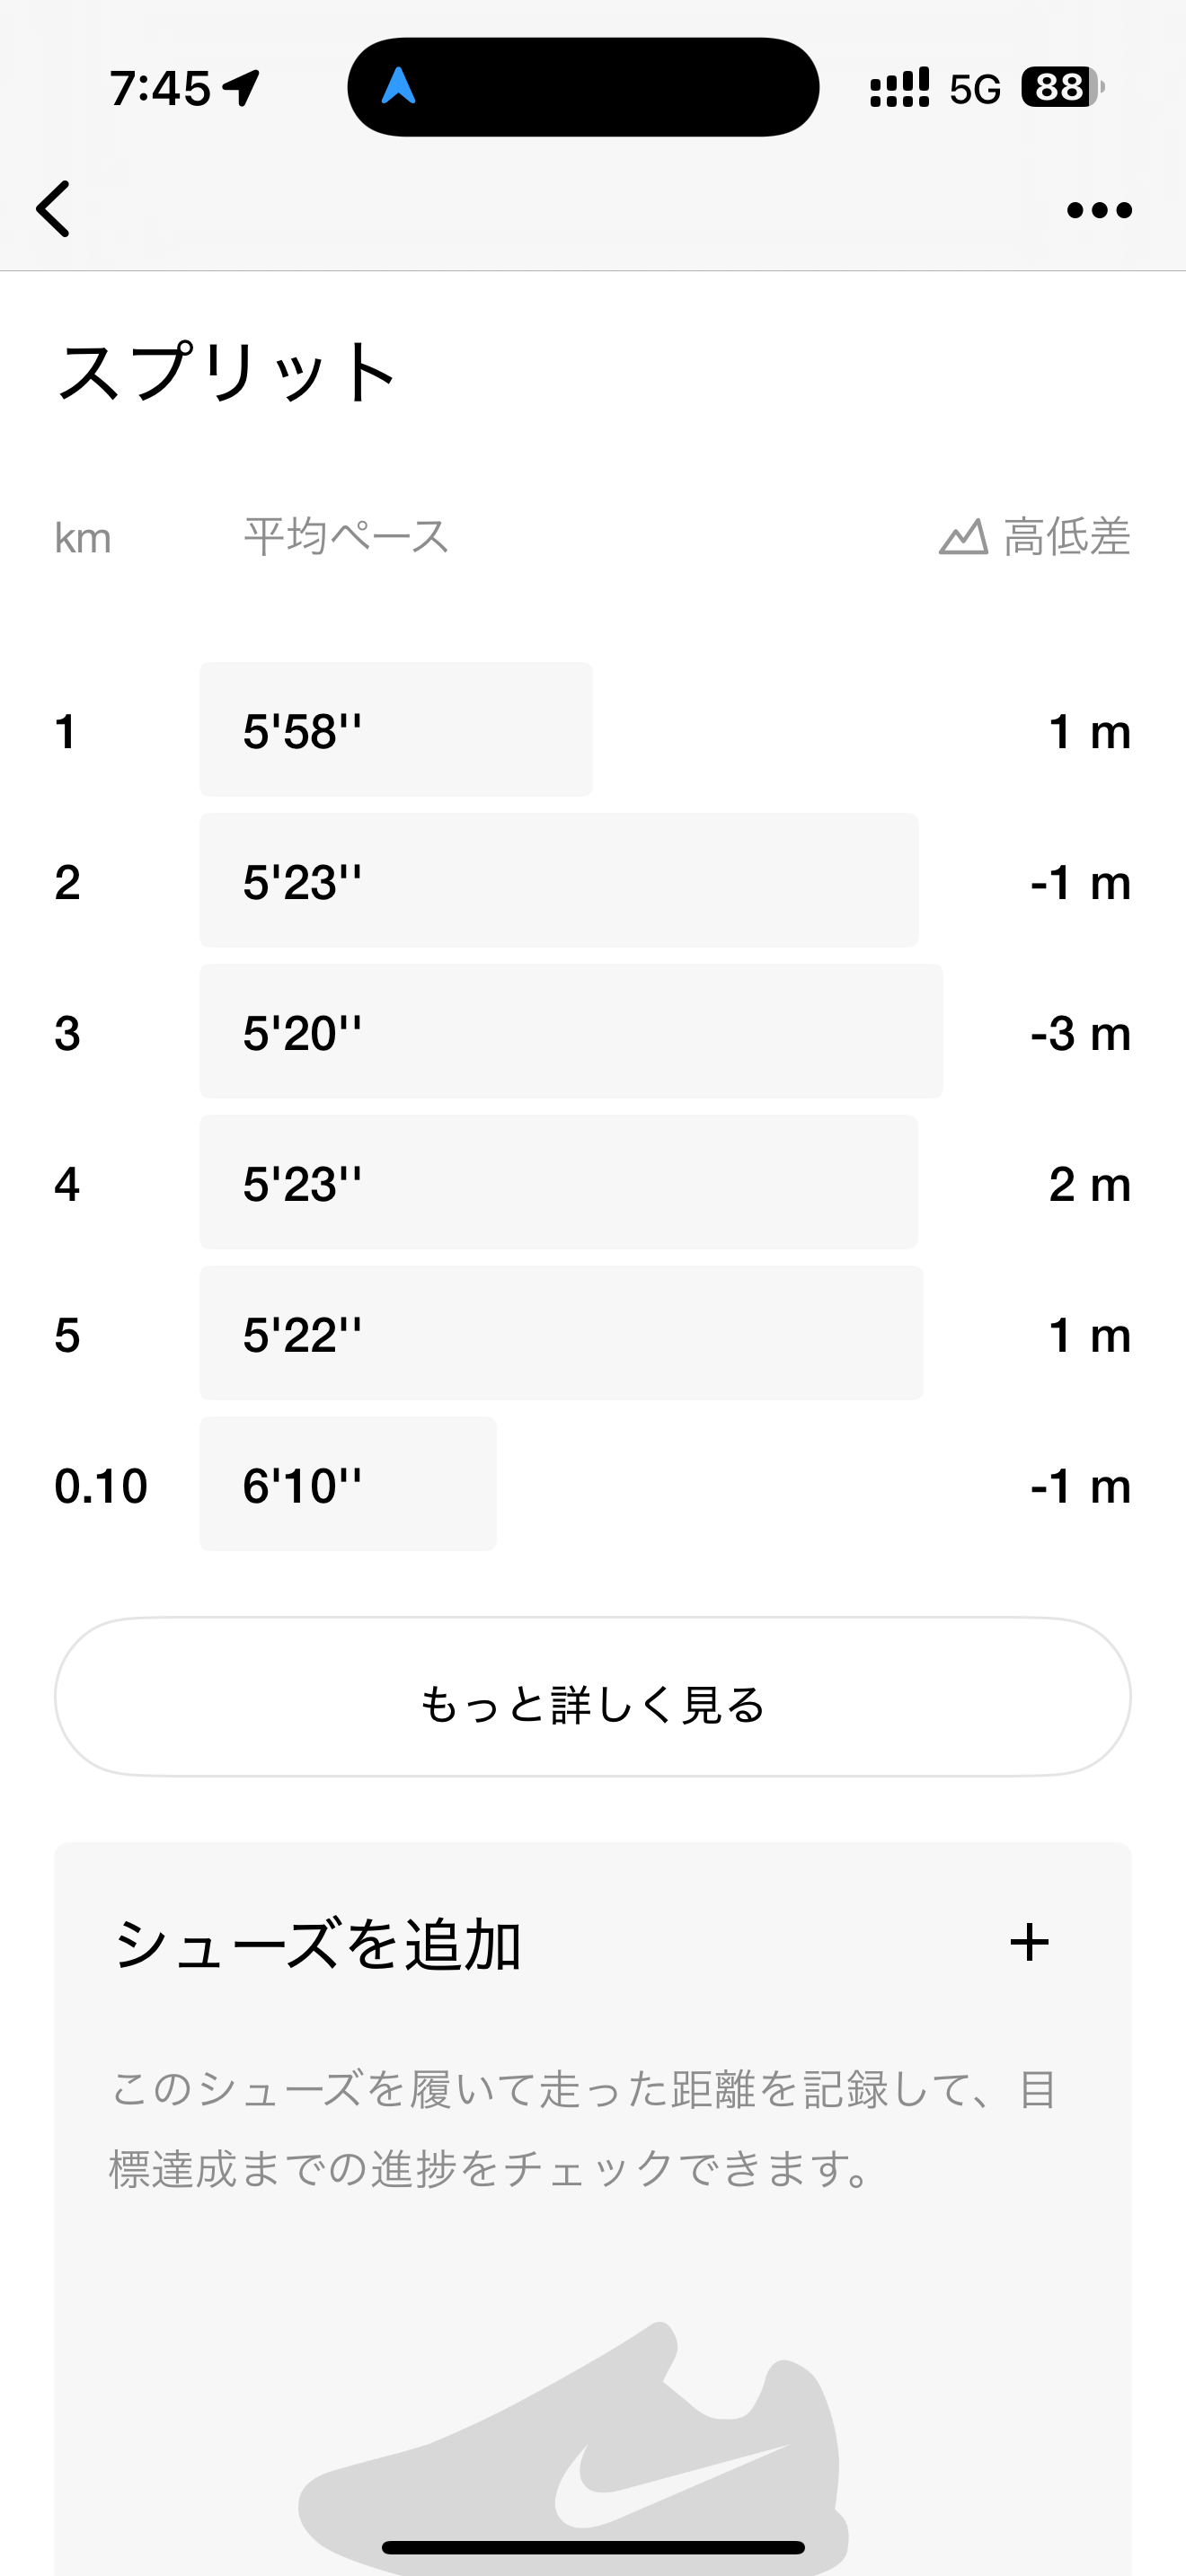 7:45 5G 88
スプリット
km 平均ペース 高低差
1 5'58'' 1 m
2 5'23'' -1 m
3 5'20'' -3 m
4 5'23'' 2 m
5 5'22'' 1 m
0.10 6'10'' -1 m
もっと詳しく見る
シューズを追加 +
このシューズを履いて走った距離を記録して、目
標達成までの進捗をチェックできます。